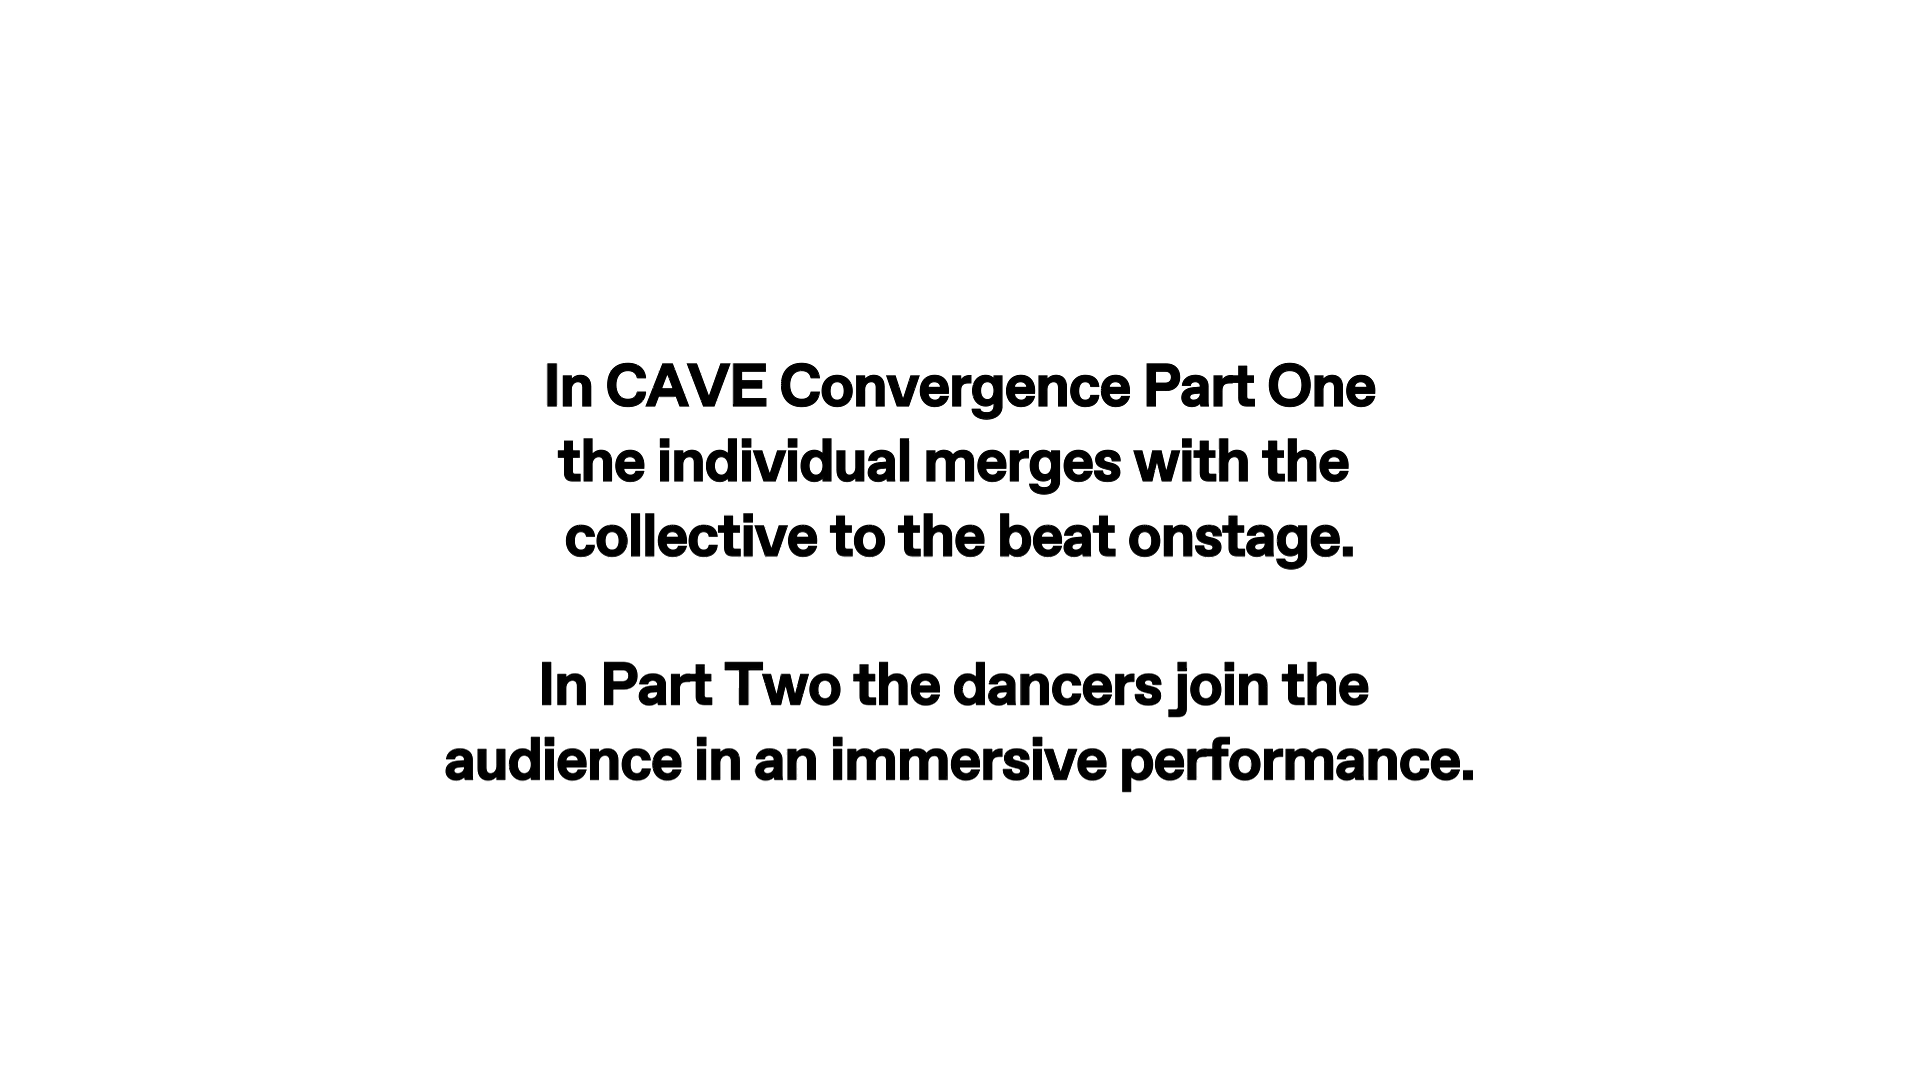 In CAVE Convergence Part One
the individual merges with the
collective to the beat onstage.
In Part Two the dancers join the
audience in an immersive performance.